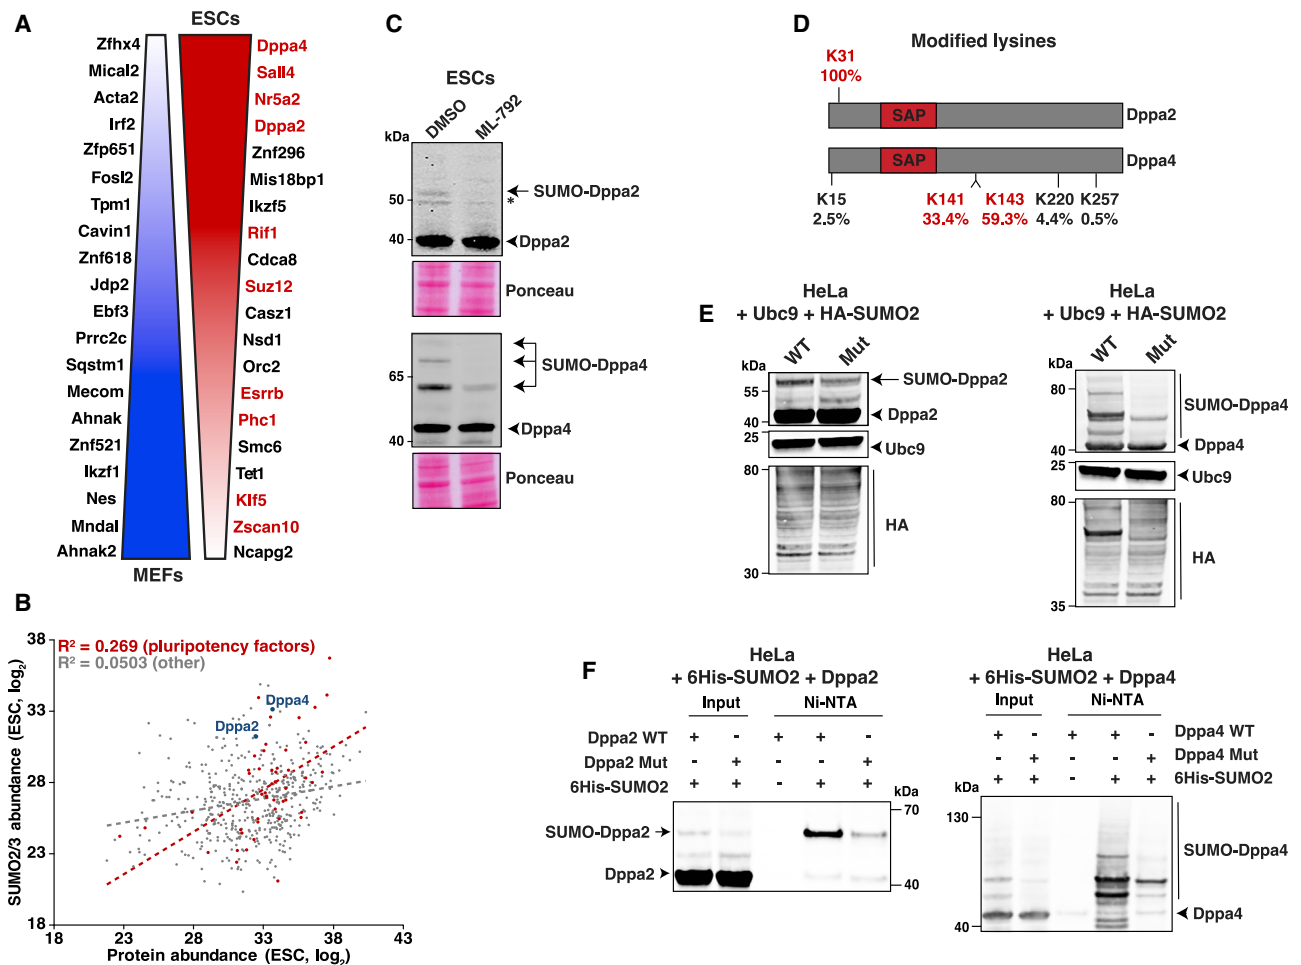 A
ESCs
Zfhx4
Mical2
Acta2
Irf2
Zfp651
Fosl2
Tpm1
Cavin1
Znf618
Jdp2
Ebf3
Prrc2c
Sqstm1
Mecom
Ahnak
Znf521
Ikzf1
Nes
Mndal
Ahnak2
Dppa4
Sall4
Nr5a2
Dppa2
Znf296
Mis18bp1
Ikzf5
Rif1
Cdca8
Suz12
Casz1
Nsd1
Orc2
Esrrb
Phc1
Smc6
Tet1
Klf5
Zscan10
Ncapg2
MEFs
B
R² = 0.269 (pluripotency factors)
R² = 0.0503 (other)
Dppa4
Dppa2
SUMO2/3 abundance (ESC, log₂)
38
33
28
23
18
18 23 28 33 38 43
Protein abundance (ESC, log₂)
C
ESCs
DMSO ML-792
kDa
50
40
SUMO-Dppa2
*
Dppa2
Ponceau
65
40
SUMO-Dppa4
Dppa4
Ponceau
D
Modified lysines
K31
100%
SAP Dppa2
SAP Dppa4
K15 K141 K143 K220 K257
2.5% 33.4% 59.3% 4.4% 0.5%
E
HeLa
+ Ubc9 + HA-SUMO2
WT Mut
kDa
55
40
25
80
30
SUMO-Dppa2
Dppa2
Ubc9
HA
HeLa
+ Ubc9 + HA-SUMO2
WT Mut
kDa
80
40
25
80
35
SUMO-Dppa4
Dppa4
Ubc9
HA
F
HeLa
+ 6His-SUMO2 + Dppa2
Input Ni-NTA
Dppa2 WT + - + + -
Dppa2 Mut - + - - +
6His-SUMO2 + + - + +
kDa
70
40
SUMO-Dppa2
Dppa2
HeLa
+ 6His-SUMO2 + Dppa4
Input Ni-NTA
+ - + + - Dppa4 WT
- + - - + Dppa4 Mut
+ + - + + 6His-SUMO2
kDa
130
40
SUMO-Dppa4
Dppa4